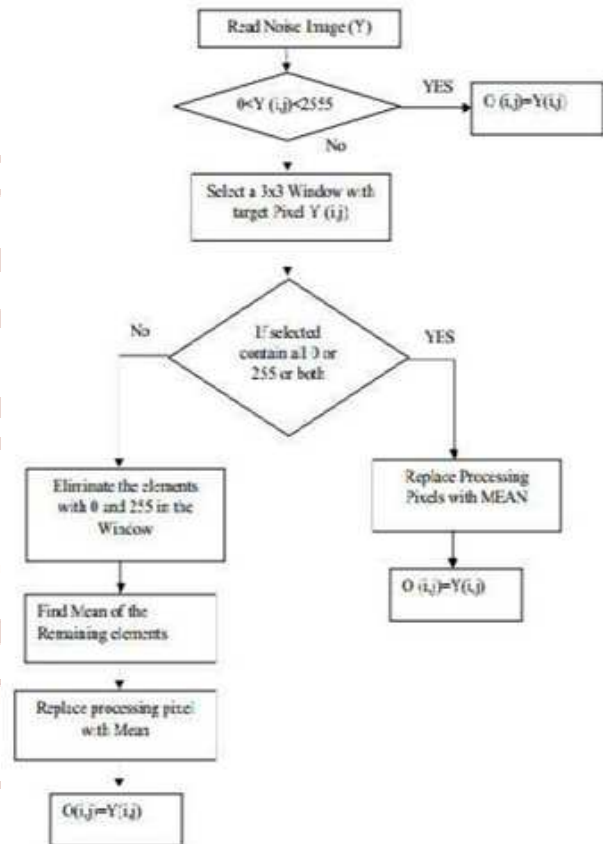 Read Noise Image (Y)
0<Y (i,j)<2555
YES
O (i,j)=Y(i,j)
No
Select a 3x3 Window with
target Pixel Y (i,j)
No
If selected
contain all 0 or
255 or both
YES
Eliminate the elements
with 0 and 255 in the
Window
Replace Processing
Pixels with MEAN
Find Mean of the
Remaining elements
O (i,j)=Y(i,j)
Replace processing pixel
with Mean
O(i,j)=Y(i,j)